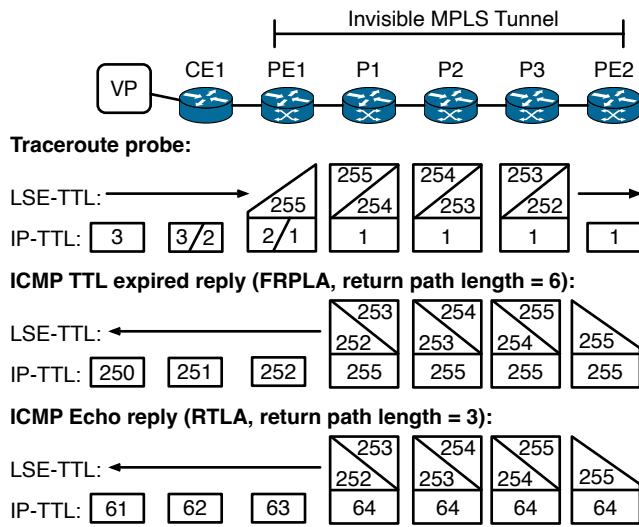 Invisible MPLS Tunnel
VP CE1 PE1 P1 P2 P3 PE2
Traceroute probe:
255 254 253
LSE-TTL: 255 254 253 252
IP-TTL: 3 3/2 2/1 1 1 1 1
ICMP TTL expired reply (FRPLA, return path length = 6):
253 254 255
LSE-TTL: 252 253 254 255
IP-TTL: 250 251 252 255 255 255 255
ICMP Echo reply (RTLA, return path length = 3):
253 254 255
LSE-TTL: 252 253 254 255
IP-TTL: 61 62 63 64 64 64 64